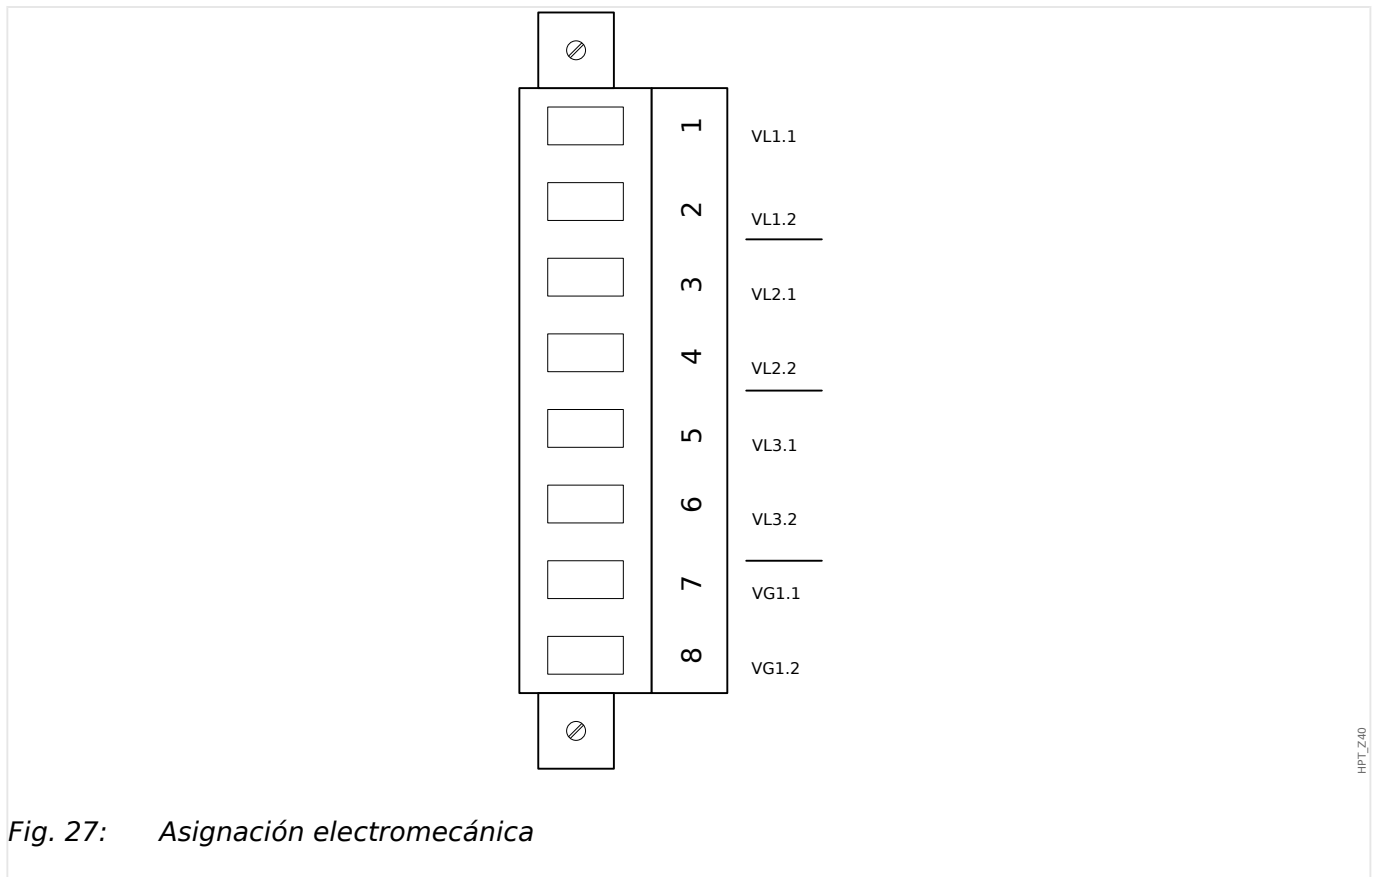 1 VL1.1
2 VL1.2
3 VL2.1
4 VL2.2
5 VL3.1
6 VL3.2
7 VG1.1
8 VG1.2
HPT_Z40
Fig. 27: Asignación electromecánica